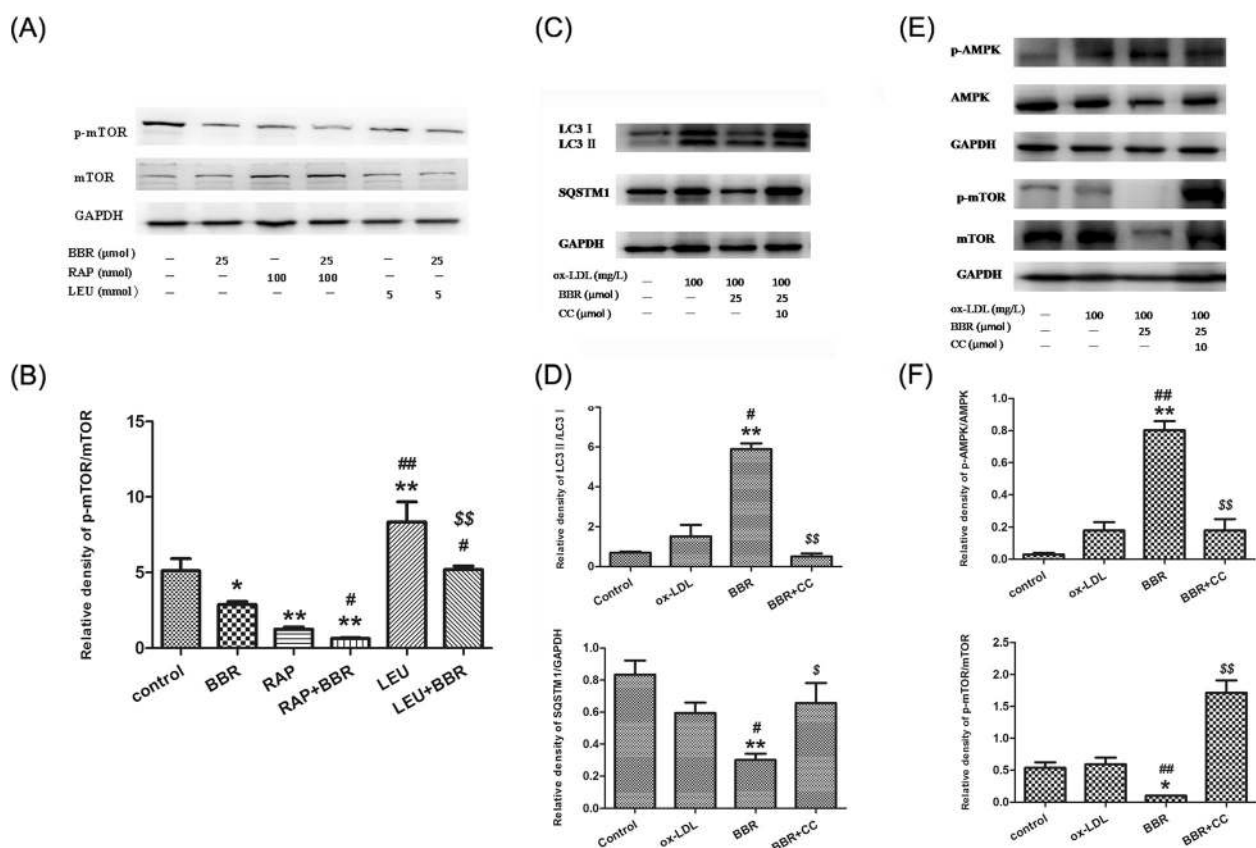 (A)
p-mTOR
mTOR
GAPDH
BBR (μmol) — 25 — 25 — 25
RAP (nmol) — — 100 100 — —
LEU (mmol) — — — — 5 5
(B)
Relative density of p-mTOR/mTOR
15
10
5
0
*
**
#
**
##
**
$$
#
control BBR RAP RAP+BBR LEU LEU+BBR
(C)
LC3 I
LC3 II
SQSTM1
GAPDH
ox-LDL (mg/L) — 100 100 100
BBR (μmol) — — 25 25
CC (μmol) — — — 10
(D)
Relative density of LC3 II /LC3 I
8
6
4
2
0
#
**
$$
Control ox-LDL BBR BBR+CC
Relative density of SQSTM1/GAPDH
1.0
0.8
0.6
0.4
0.2
0.0
#
**
$
Control ox-LDL BBR BBR+CC
(E)
p-AMPK
AMPK
GAPDH
p-mTOR
mTOR
GAPDH
ox-LDL (mg/L) — 100 100 100
BBR (μmol) — — 25 25
CC (μmol) — — — 10
(F)
Relative density of p-AMPK/AMPK
1.0
0.8
0.6
0.4
0.2
0.0
##
**
$$
control ox-LDL BBR BBR+CC
Relative density of p-mTOR/mTOR
2.5
2.0
1.5
1.0
0.5
0.0
##
*
$$
control ox-LDL BBR BBR+CC